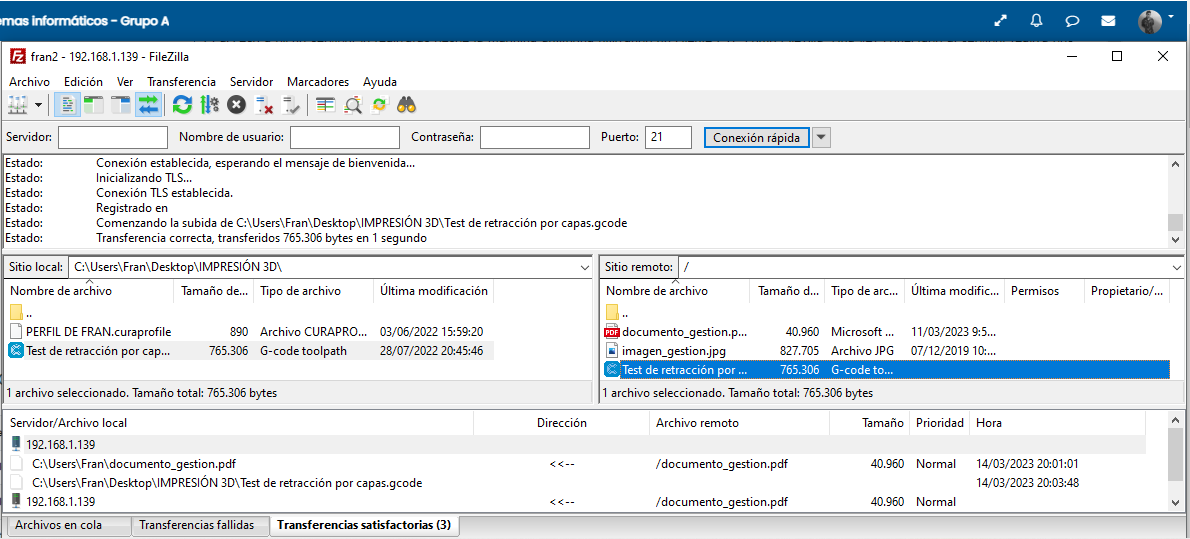 emas informáticos - Grupo A
fran2 - 192.168.1.139 - FileZilla
Archivo Edición Ver Transferencia Servidor Marcadores Ayuda
Servidor: Nombre de usuario: Contraseña: Puerto: 21 Conexión rápida
Estado: Conexión establecida, esperando el mensaje de bienvenida...
Estado: Inicializando TLS...
Estado: Conexión TLS establecida.
Estado: Registrado en
Estado: Comenzando la subida de C:\Users\Fran\Desktop\IMPRESIÓN 3D\Test de retracción por capas.gcode
Estado: Transferencia correcta, transferidos 765.306 bytes en 1 segundo
Sitio local: C:\Users\Fran\Desktop\IMPRESIÓN 3D\
Nombre de archivo Tamaño de... Tipo de archivo Última modificación
..
PERFIL DE FRAN.curaprofile 890 Archivo CURAPRO... 03/06/2022 15:59:20
Test de retracción por cap... 765.306 G-code toolpath 28/07/2022 20:45:46
1 archivo seleccionado. Tamaño total: 765.306 bytes
Sitio remoto: /
Nombre de archivo Tamaño d... Tipo de arc... Última modific... Permisos Propietario/...
..
PDF documento_gestion.p... 40.960 Microsoft ... 11/03/2023 9:5...
imagen_gestion.jpg 827.705 Archivo JPG 07/12/2019 10:...
Test de retracción por ... 765.306 G-code to...
1 archivo seleccionado. Tamaño total: 765.306 bytes
Servidor/Archivo local Dirección Archivo remoto Tamaño Prioridad Hora
192.168.1.139
C:\Users\Fran\documento_gestion.pdf <<-- /documento_gestion.pdf 40.960 Normal 14/03/2023 20:01:01
C:\Users\Fran\Desktop\IMPRESIÓN 3D\Test de retracción por capas.gcode 14/03/2023 20:03:48
192.168.1.139 <<-- /documento_gestion.pdf 40.960 Normal
Archivos en cola Transferencias fallidas Transferencias satisfactorias (3)